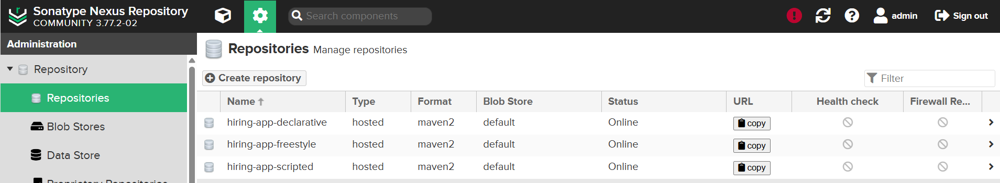 Sonatype Nexus Repository
COMMUNITY 3.77.2-02
Search components
admin
Sign out
Administration
Repository
Repositories
Blob Stores
Data Store
Proprietary Repositories
Repositories Manage repositories
Create repository
Filter
Name Type Format Blob Store Status URL Health check Firewall Re...
hiring-app-declarative hosted maven2 default Online copy
hiring-app-freestyle hosted maven2 default Online copy
hiring-app-scripted hosted maven2 default Online copy